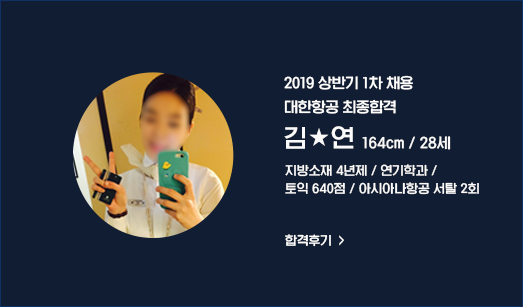 2019 상반기 1차 채용
대한항공 최종합격
김★연 164cm / 28세
지방소재 4년제 / 연기학과 /
토익 640점 / 아시아나항공 서탈 2회
합격후기 >